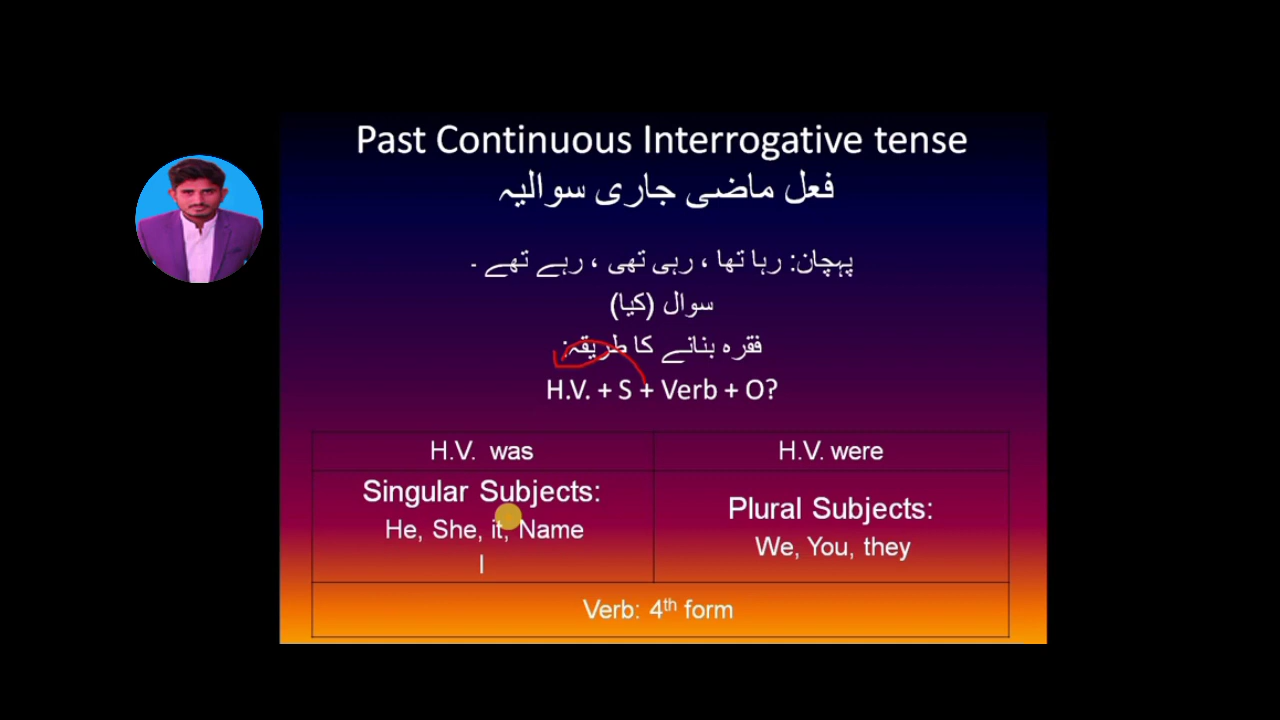 Past Continuous Interrogative tense
فعل ماضی جاری سوالیہ
پہچان: رہا تھا ، رہی تھی ، رہے تھے ۔
سوال (کیا)
فقرہ بنانے کا طریقہ:
H.V. + S + Verb + O?
H.V. was
H.V. were
Singular Subjects:
He, She, it, Name
I
Plural Subjects:
We, You, they
Verb: 4th form